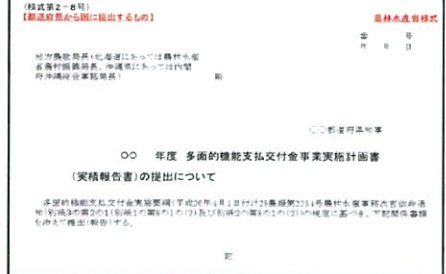 (様式第２－８号)
【都道府県から国に提出するもの】
農林水産省様式
番　　　号
年　月　日
地方農政局長(北海道にあっては農林水産
省農村振興局長、沖縄県にあっては内閣
府沖縄総合事務局長)　　殿
○○都道府県知事
○○　年度 多面的機能支払交付金事業実施計画書
(実績報告書)の提出について
多面的機能支払交付金実施要綱(平成26年４月１日付け25農振第2254号農林水産事務次官依命通
知)別紙３の第２の１(別紙１の第５の１の(2)及び別紙２の第５の１の(2))の規定に基づき、下記関係書類
を添えて提出(報告)する。
記